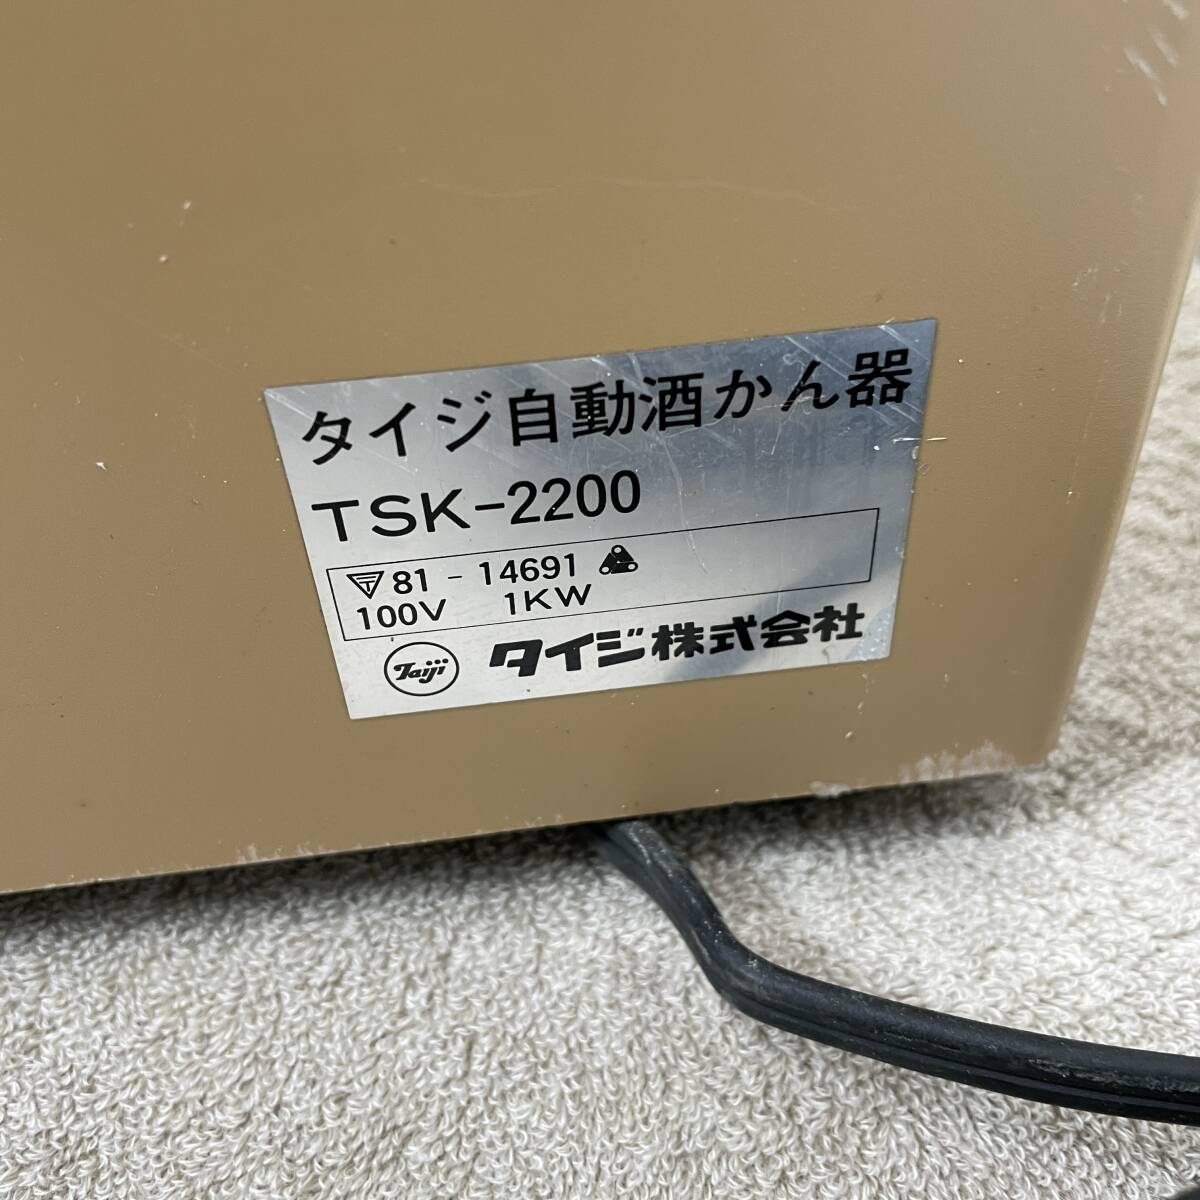 タイジ自動酒かん器
TSK-2200
81 - 14691
100V 1KW
Taiji タイジ株式会社